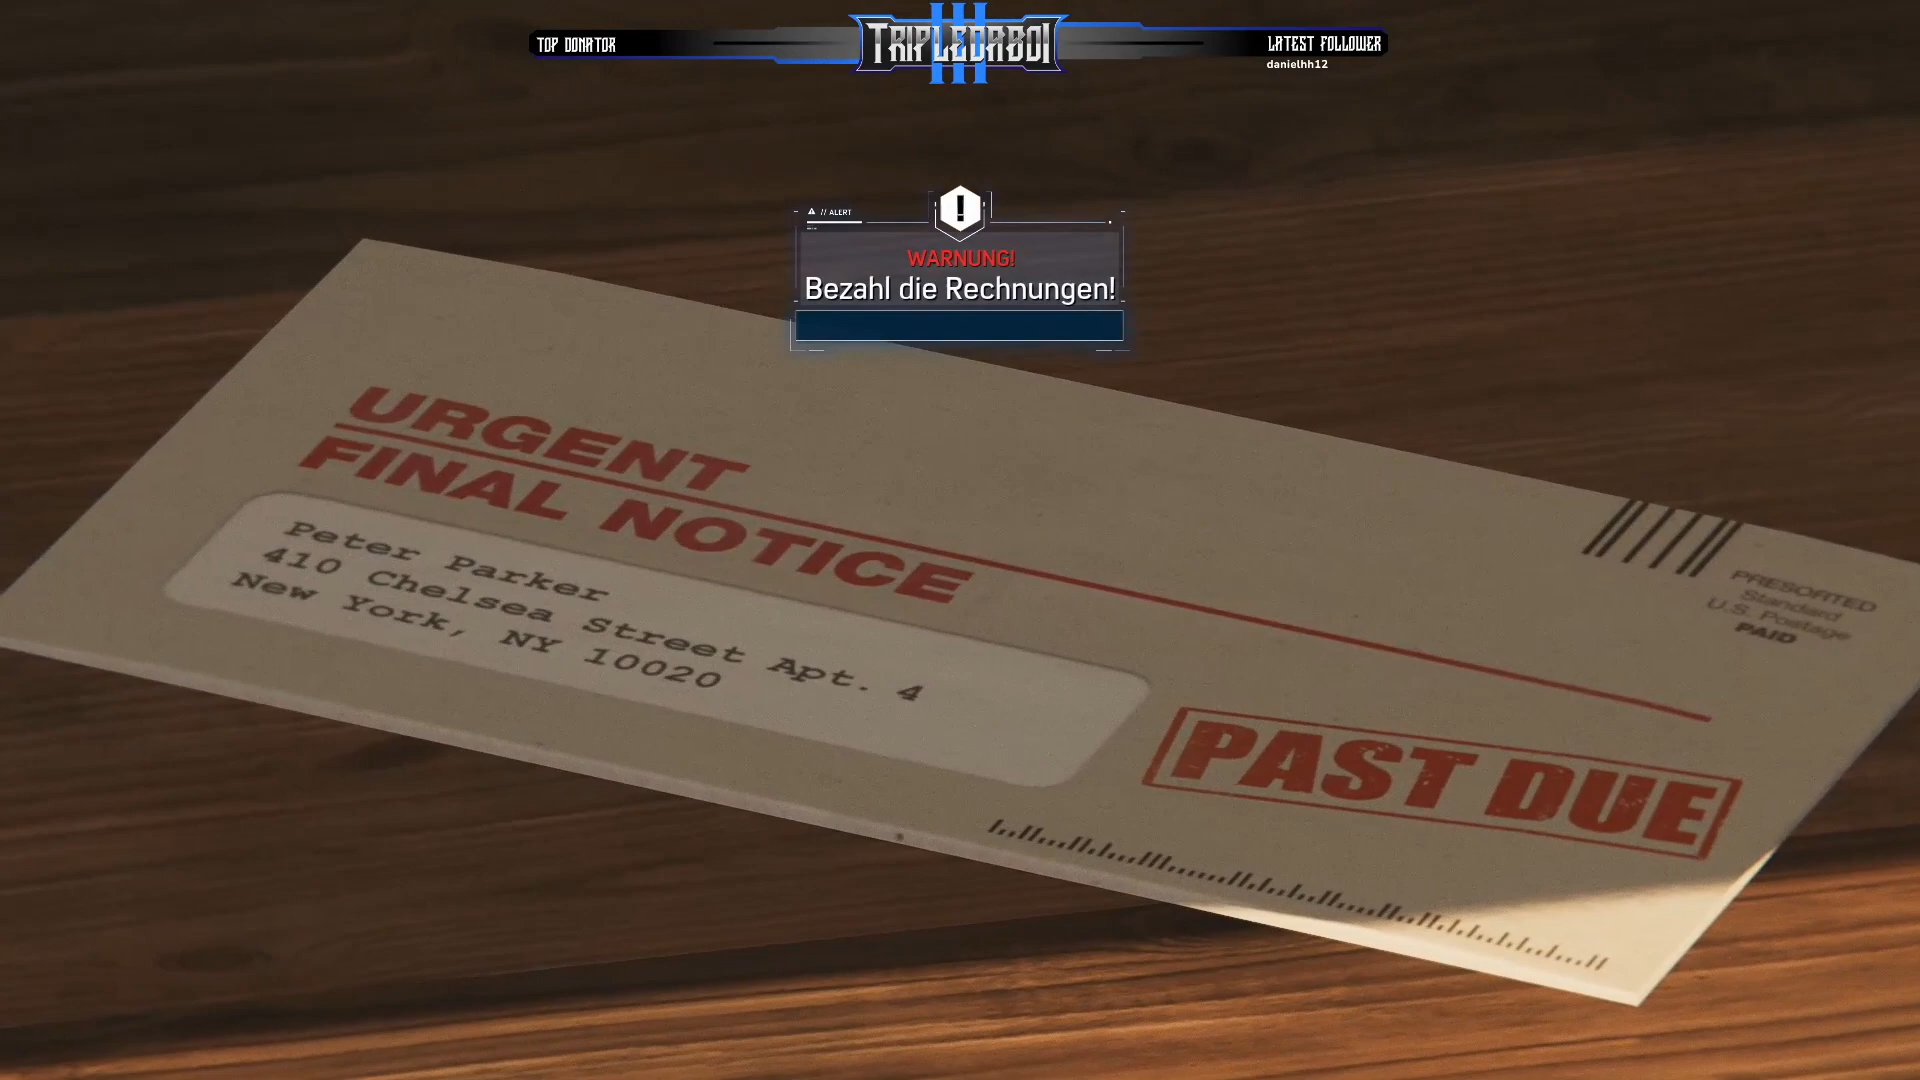 TOP DONATOR
TRIPLEDABOI
LATEST FOLLOWER
danielhh12
// ALERT
WARNUNG!
Bezahl die Rechnungen!
URGENT
FINAL NOTICE
Peter Parker
410 Chelsea Street Apt. 4
New York, NY 10020
PRESORTED
Standard
U.S. Postage
PAID
PAST DUE